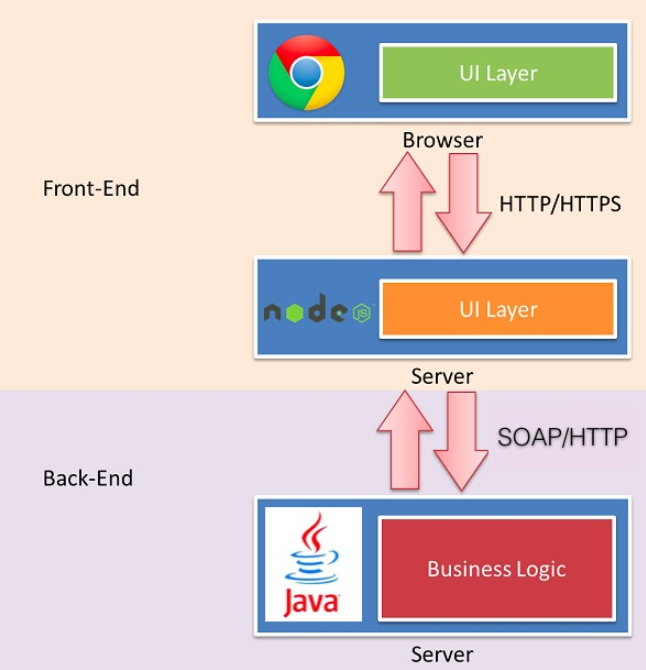 UI Layer
Browser
Front-End
HTTP/HTTPS
node JS
UI Layer
Server
SOAP/HTTP
Back-End
Java
Business Logic
Server